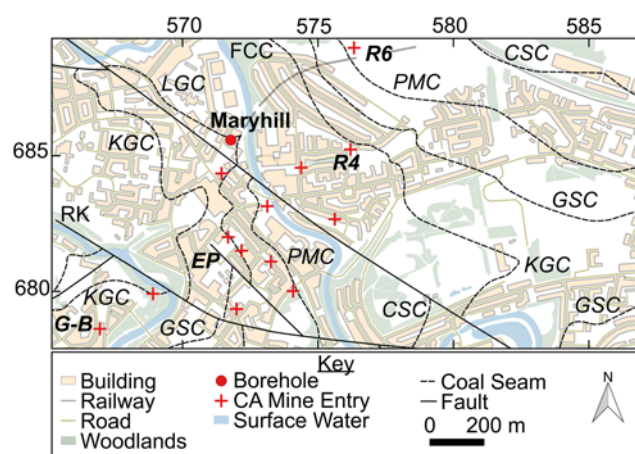 570 575 580 585
FCC R6 CSC
LGC PMC
Maryhill
KGC
685
R4 GSC
RK
EP PMC KGC
680 KGC CSC
G-B GSC GSC
Key
Building Borehole Coal Seam N
Railway CA Mine Entry Fault
Road Surface Water 0 200 m
Woodlands